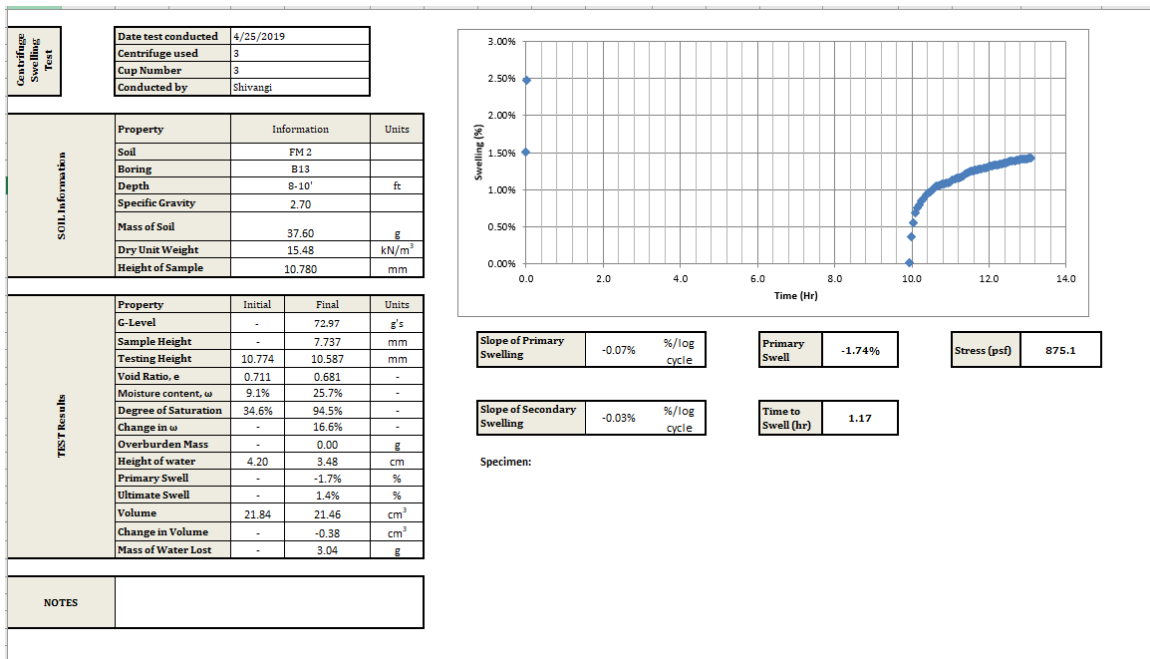 Centrifuge
Swelling
Test
Date test conducted 4/25/2019
Centrifuge used 3
Cup Number 3
Conducted by Shivangi
SOIL Information
Property Information Units
Soil FM 2
Boring B13
Depth 8-10' ft
Specific Gravity 2.70
Mass of Soil 37.60 g
Dry Unit Weight 15.48 kN/m³
Height of Sample 10.780 mm
TEST Results
Property Initial Final Units
G-Level - 72.97 g's
Sample Height - 7.737 mm
Testing Height 10.774 10.587 mm
Void Ratio, e 0.711 0.681 -
Moisture content, ω 9.1% 25.7% -
Degree of Saturation 34.6% 94.5% -
Change in ω - 16.6% -
Overburden Mass - 0.00 g
Height of water 4.20 3.48 cm
Primary Swell - -1.7% %
Ultimate Swell - 1.4% %
Volume 21.84 21.46 cm³
Change in Volume - -0.38 cm³
Mass of Water Lost - 3.04 g
NOTES
3.00%
2.50%
2.00%
1.50%
1.00%
0.50%
0.00%
Swelling (%)
0.0 2.0 4.0 6.0 8.0 10.0 12.0 14.0
Time (Hr)
Slope of Primary
Swelling
-0.07%
%/log
cycle
Primary
Swell
-1.74%
Stress (psf)
875.1
Slope of Secondary
Swelling
-0.03%
%/log
cycle
Time to
Swell (hr)
1.17
Specimen: